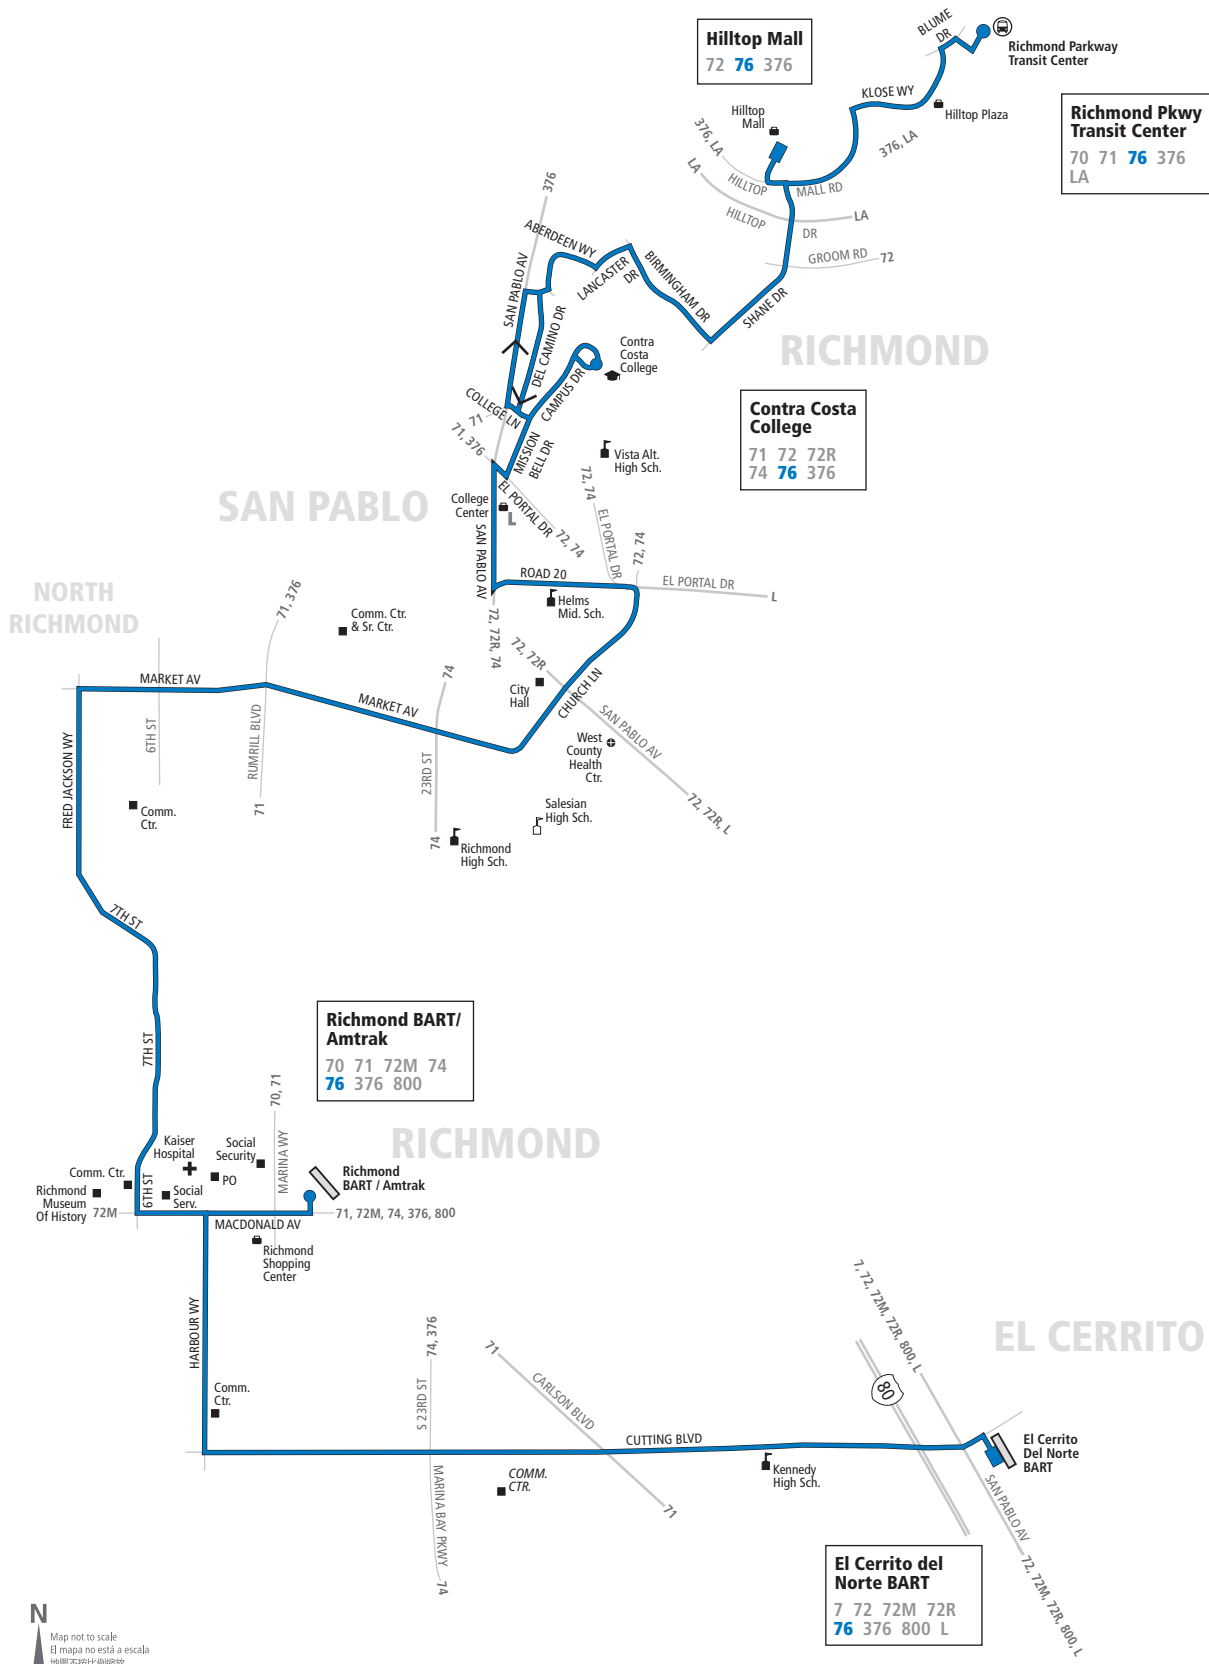 BLUME
DR
Richmond Parkway
Transit Center
Hilltop Mall
72 76 376
KLOSE WY
Hilltop Plaza
Hilltop
Mall
376, LA
376, LA
Richmond Pkwy
Transit Center
70 71 76 376
LA
LA
HILLTOP
MALL RD
HILLTOP
DR
LA
GROOM RD
72
376
ABERDEEN WY
SAN PABLO AV
LANCASTER
DR
BIRMINGHAM DR
SHANE DR
DEL CAMINO DR
RICHMOND
Contra
Costa
College
CAMPUS DR
COLLEGE LN
71
71, 376
MISSION
BELL DR
Contra Costa
College
71 72 72R
74 76 376
Vista Alt.
High Sch.
72, 74
SAN PABLO
College
Center
L
EL PORTAL DR
72, 74
EL PORTAL DR
72, 74
SAN PABLO AV
ROAD 20
EL PORTAL DR
L
Helms
Mid. Sch.
72, 72R, 74
NORTH
RICHMOND
71, 376
Comm. Ctr.
& Sr. Ctr.
72, 72R
74
City
Hall
CHURCH LN
MARKET AV
MARKET AV
SAN PABLO AV
6TH ST
RUMRILL BLVD
23RD ST
West
County
Health
Ctr.
FRED JACKSON WY
Comm.
Ctr.
71
74
Salesian
High Sch.
72, 72R, L
Richmond
High Sch.
7TH ST
7TH ST
Richmond BART/
Amtrak
70 71 72M 74
76 376 800
70, 71
RICHMOND
Kaiser
Hospital
Social
Security
MARINA WY
Comm. Ctr.
PO
Richmond
BART / Amtrak
Richmond
Museum
Of History
6TH ST
Social
Serv.
72M
MACDONALD AV
71, 72M, 74, 376, 800
Richmond
Shopping
Center
HARBOUR WY
7, 72, 72M, 72R, 800, L
EL CERRITO
74, 376
71
CARLSON BLVD
80
Comm.
Ctr.
S 23RD ST
CUTTING BLVD
El Cerrito
Del Norte
BART
Kennedy
High Sch.
COMM.
CTR.
MARINA BAY PKWY
71
SAN PABLO AV
74
72, 72M, 72R, 800, L
El Cerrito del
Norte BART
7 72 72M 72R
76 376 800 L
N
Map not to scale
El mapa no está a escala
地圖不按比例縮放